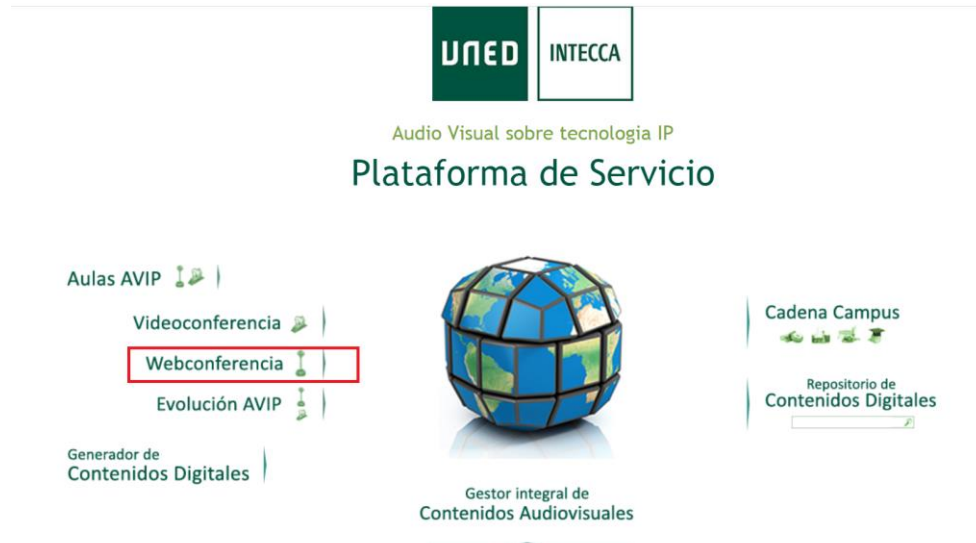 UNED
INTECCA
Audio Visual sobre tecnologia IP
Plataforma de Servicio
Aulas AVIP
Videoconferencia
Webconferencia
Evolución AVIP
Generador de
Contenidos Digitales
Cadena Campus
Repositorio de
Contenidos Digitales
Gestor integral de
Contenidos Audiovisuales